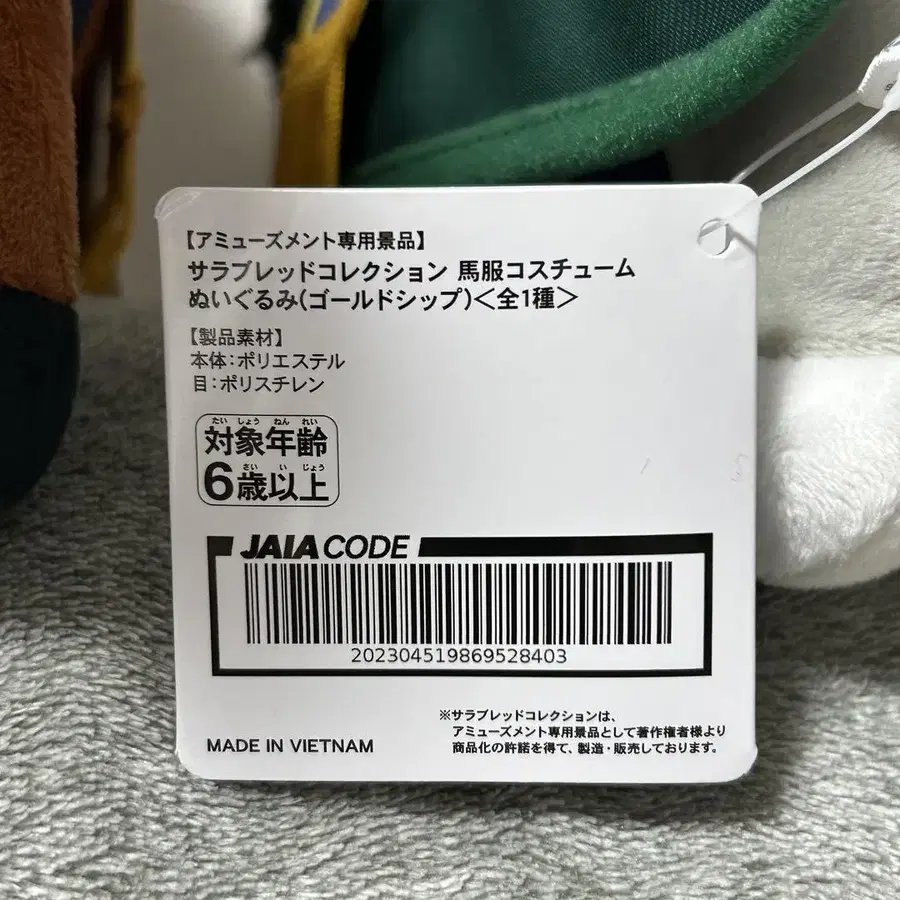 【アミューズメント専用景品】
サラブレッドコレクション 馬服コスチューム
ぬいぐるみ(ゴールドシップ)＜全1種＞
【製品素材】
本体：ポリエステル
目：ポリスチレン
たいしょう ねんれい
対象年齢
さい い じょう
6歳以上
JAIA CODE
202304519869528403
※サラブレッドコレクションは、
アミューズメント専用景品として著作権者様より
商品化の許諾を得て、製造・販売しております。
MADE IN VIETNAM